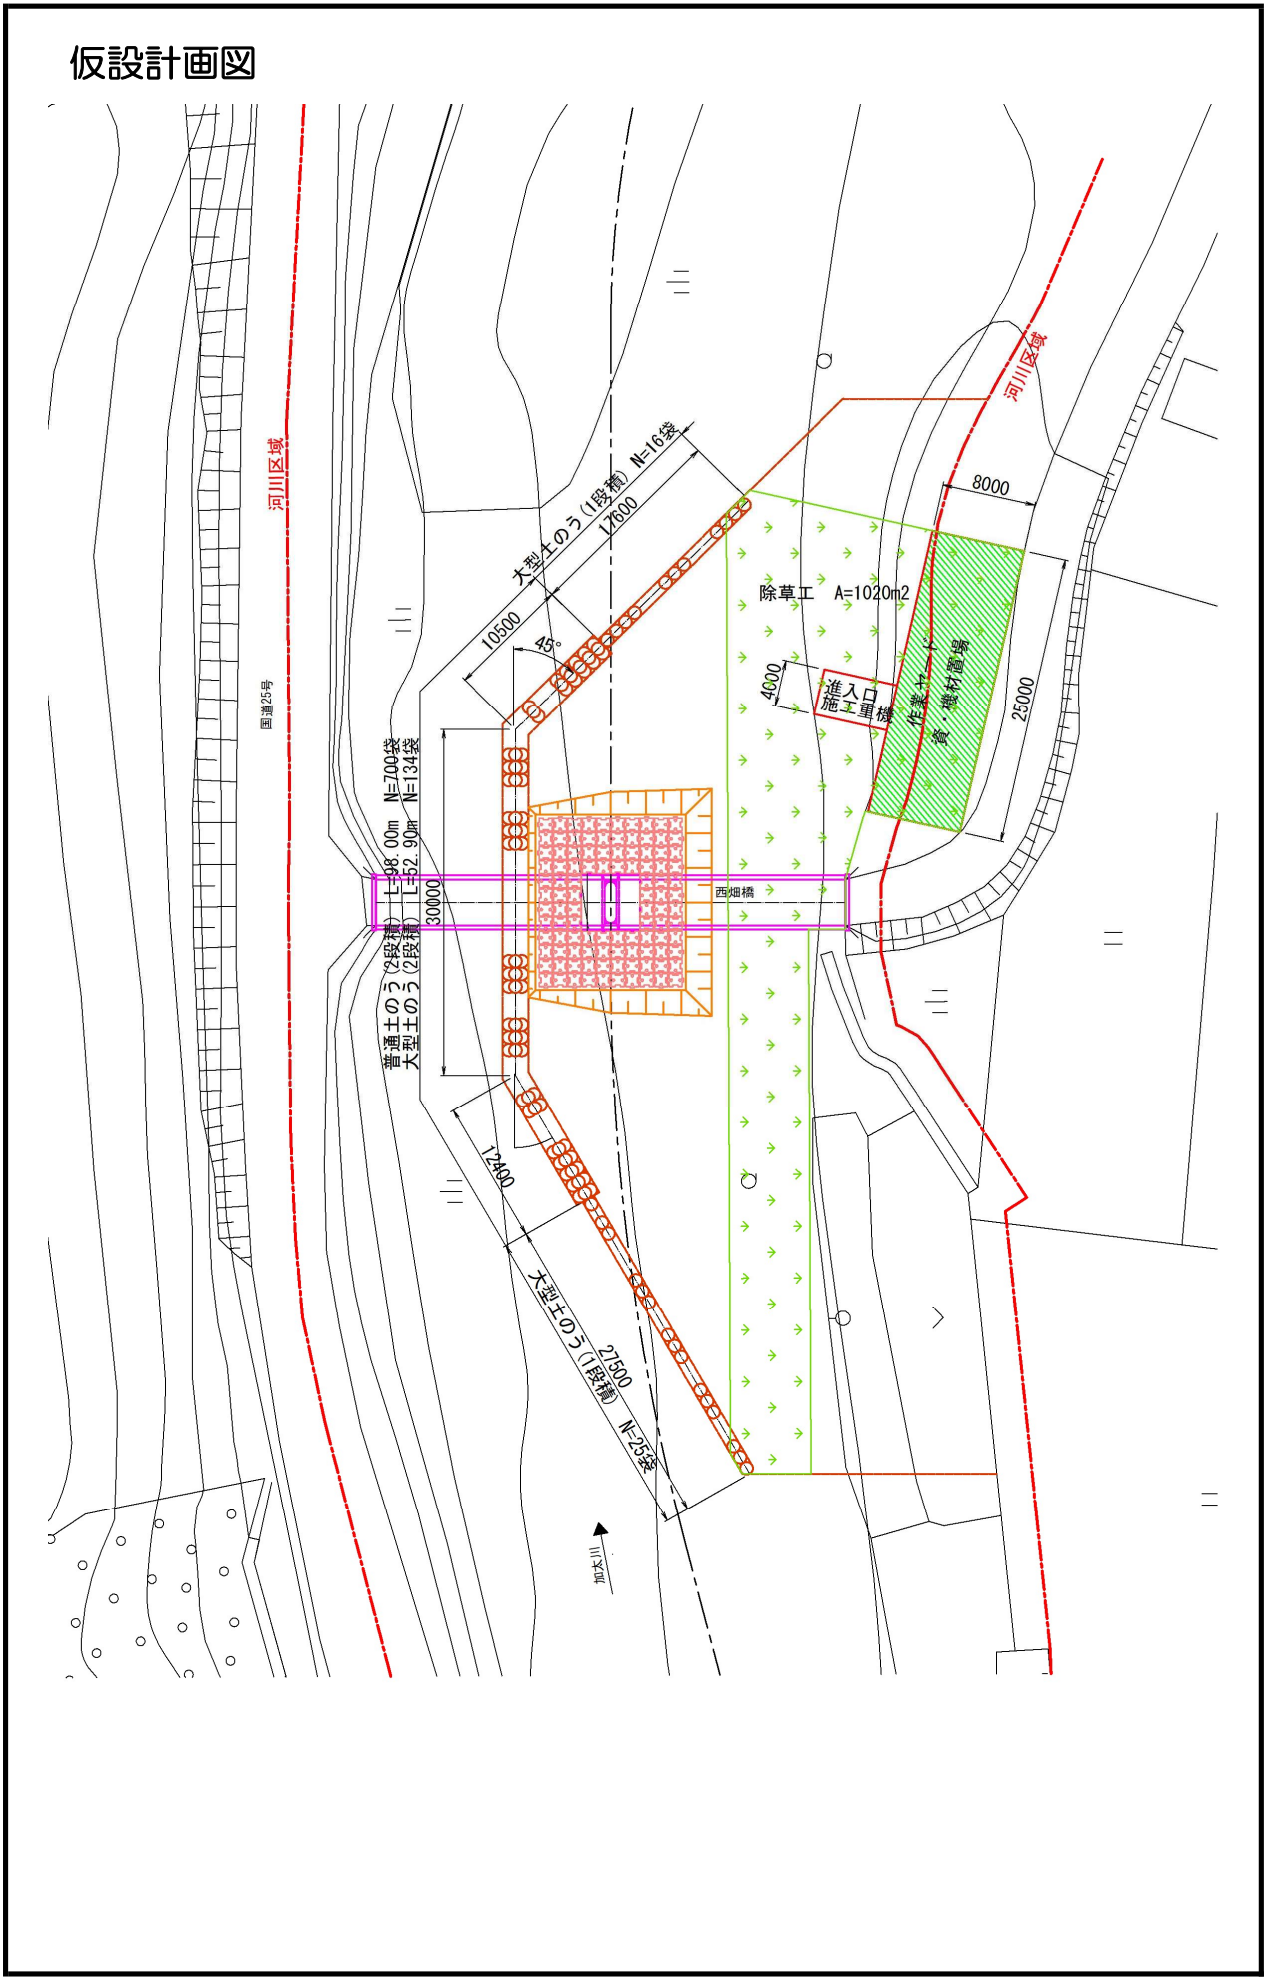 仮設計画図
河川区域
河川区域
大型土のう(1段積) N=16袋
17600
10500
45°
8000
除草工 A=1020m2
4000
進入口
施工重機
作業ヤード
資・機材置場
25000
国道25号
普通土のう(2段積) L=98.00m N=700袋
大型土のう(2段積) L=52.90m N=134袋
30000
西畑橋
12400
27500
大型土のう(1段積) N=25袋
加太川